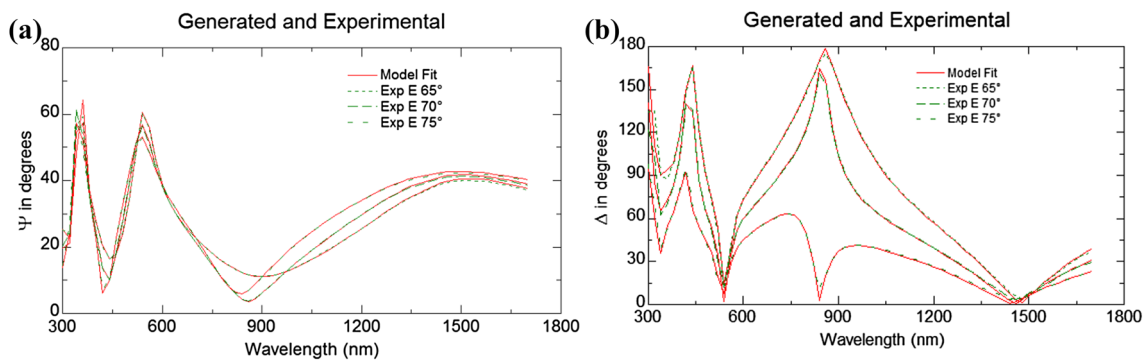 (a)
Generated and Experimental
80
60
40
20
0
Ψ in degrees
Model Fit
Exp E 65°
Exp E 70°
Exp E 75°
300 600 900 1200 1500 1800
Wavelength (nm)
(b)
Generated and Experimental
180
150
120
90
60
30
0
Δ in degrees
Model Fit
Exp E 65°
Exp E 70°
Exp E 75°
300 600 900 1200 1500 1800
Wavelength (nm)